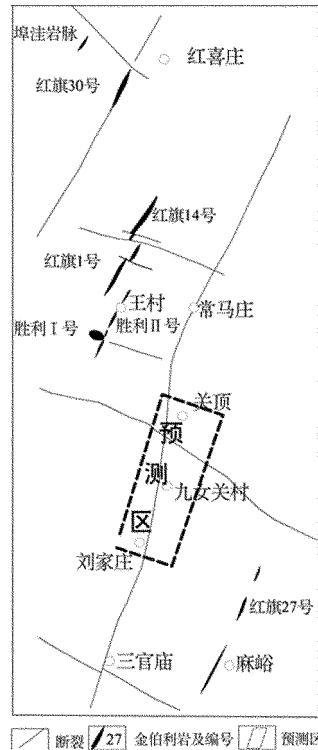 埠洼岩脉
红喜庄
红旗30号
红旗14号
红旗1号
王村
常马庄
胜利Ⅰ号
胜利Ⅱ号
关顶
预
测
九女关村
区
刘家庄
红旗27号
三官庙
麻峪
断裂
27
金伯利岩及编号
预测区